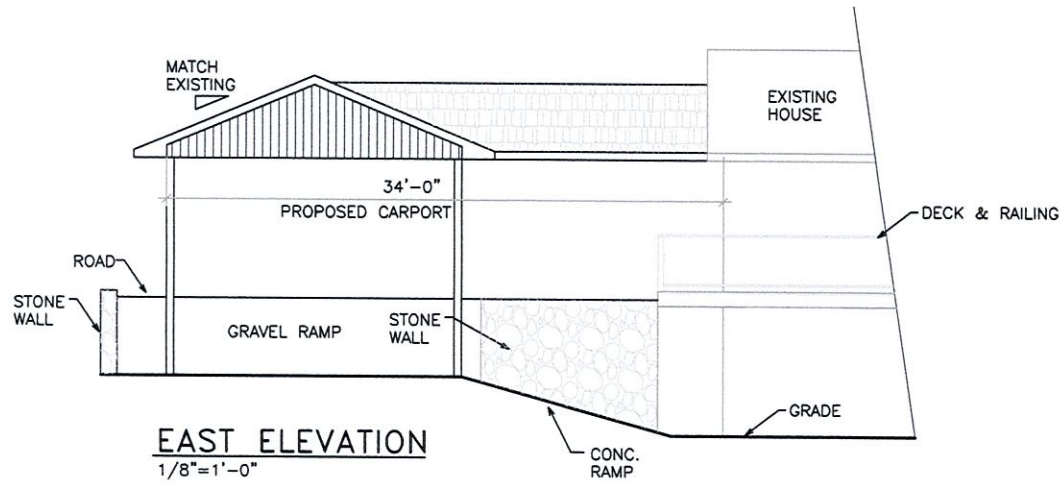 MATCH
EXISTING
EXISTING
HOUSE
34'-0"
PROPOSED CARPORT
DECK & RAILING
ROAD
STONE
WALL
GRAVEL RAMP
STONE
WALL
GRADE
CONC.
RAMP
EAST ELEVATION
1/8"=1'-0"